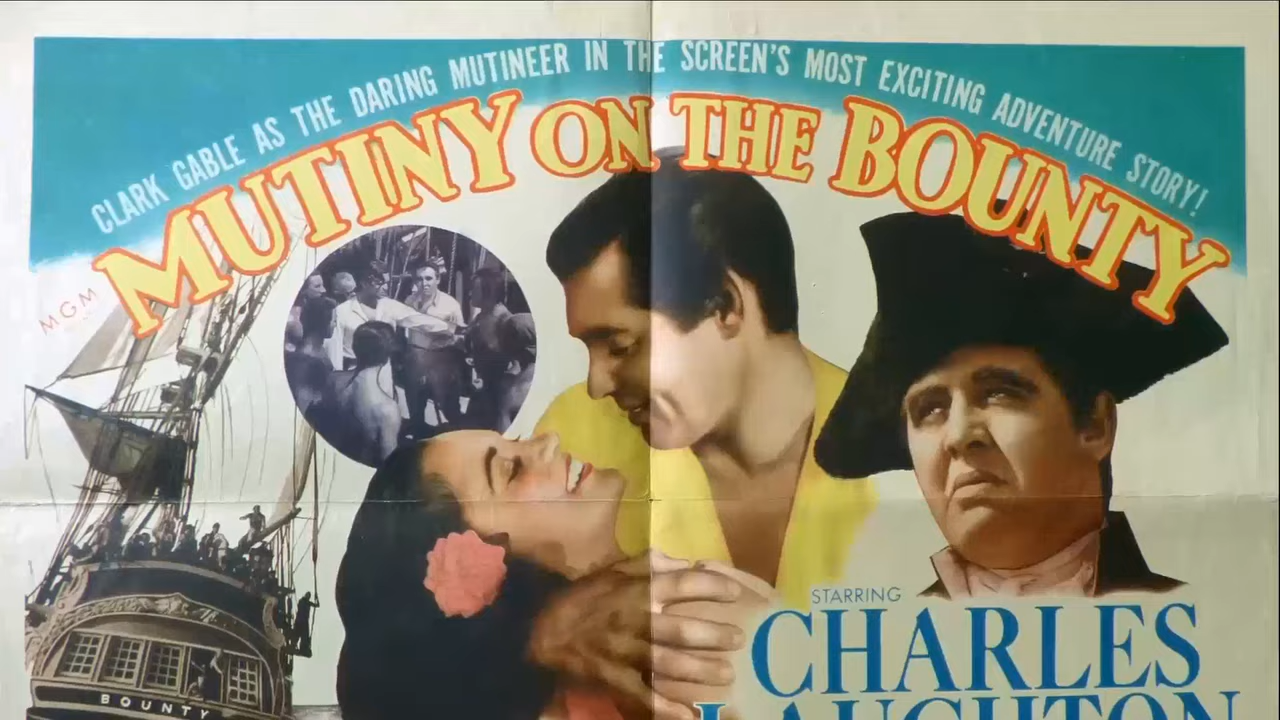 CLARK GABLE AS THE DARING MUTINEER IN THE SCREEN'S MOST EXCITING ADVENTURE STORY!
MUTINY ON THE BOUNTY
M.G.M
STARRING
CHARLES
LAUGHTON
BOUNTY